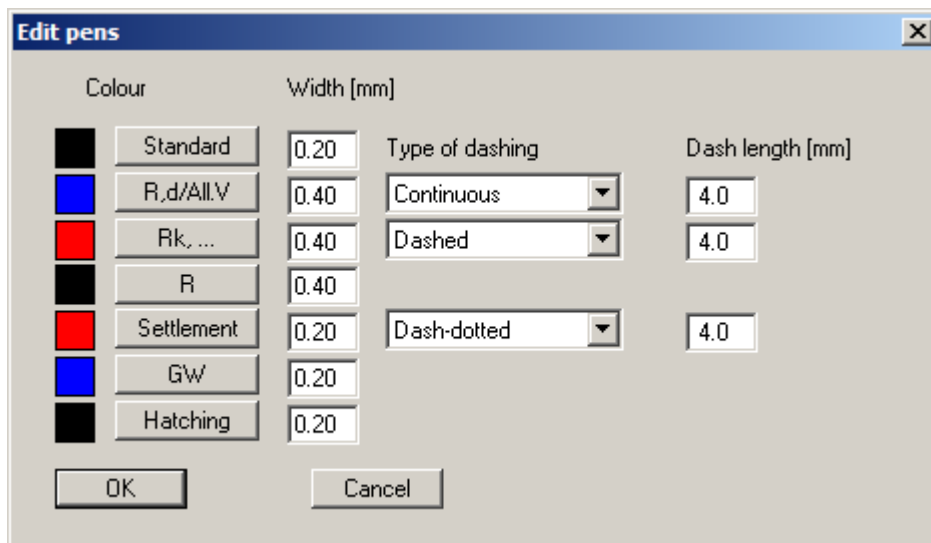 Edit pens
Colour Width [mm]
Standard 0.20 Type of dashing Dash length [mm]
R,d/All.V 0.40 Continuous 4.0
Rk, ... 0.40 Dashed 4.0
R 0.40
Settlement 0.20 Dash-dotted 4.0
GW 0.20
Hatching 0.20
OK Cancel